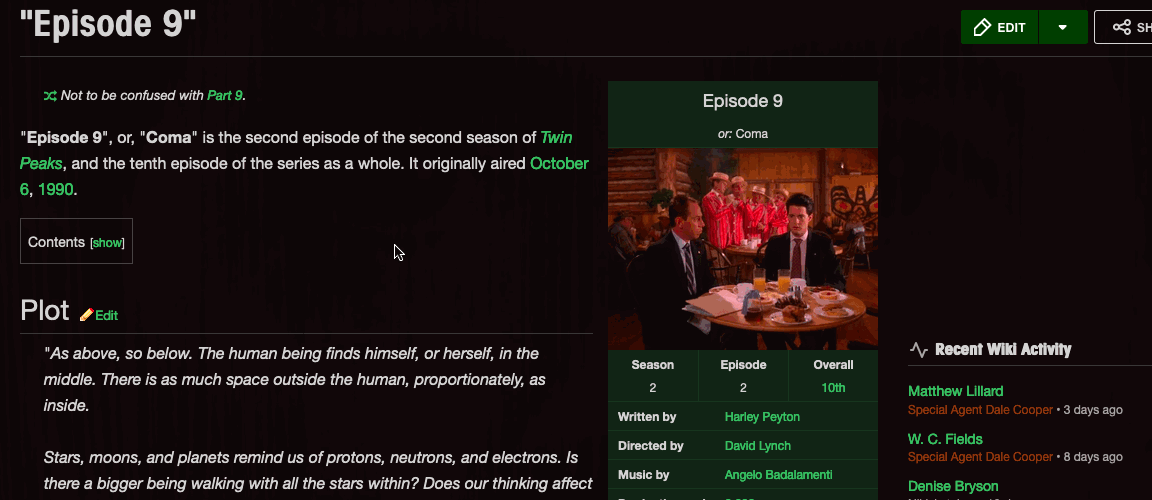 "Episode 9"
EDIT
Not to be confused with Part 9.
"Episode 9", or, "Coma" is the second episode of the second season of Twin
Peaks, and the tenth episode of the series as a whole. It originally aired October
6, 1990.
Contents [show]
Plot Edit
"As above, so below. The human being finds himself, or herself, in the
middle. There is as much space outside the human, proportionately, as
inside.
Stars, moons, and planets remind us of protons, neutrons, and electrons. Is
there a bigger being walking with all the stars within? Does our thinking affect
Episode 9
or: Coma
Season Episode Overall
2 2 10th
Written by Harley Peyton
Directed by David Lynch
Music by Angelo Badalamenti
Recent Wiki Activity
Matthew Lillard
Special Agent Dale Cooper • 3 days ago
W. C. Fields
Special Agent Dale Cooper • 8 days ago
Denise Bryson